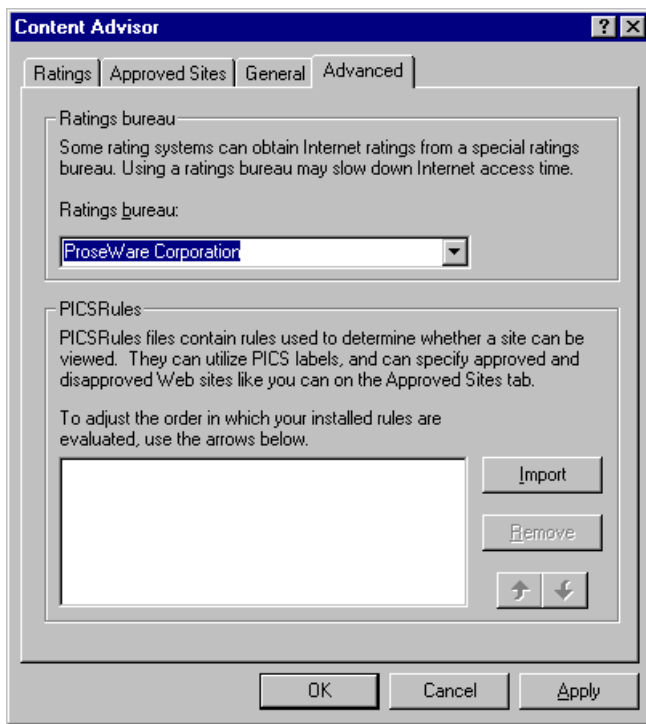 Content Advisor
Ratings Approved Sites General Advanced
Ratings bureau
Some rating systems can obtain Internet ratings from a special ratings
bureau. Using a ratings bureau may slow down Internet access time.
Ratings bureau:
ProseWare Corporation
PICSRules
PICSRules files contain rules used to determine whether a site can be
viewed. They can utilize PICS labels, and can specify approved and
disapproved Web sites like you can on the Approved Sites tab.
To adjust the order in which your installed rules are
evaluated, use the arrows below.
Import
Remove
OK Cancel Apply